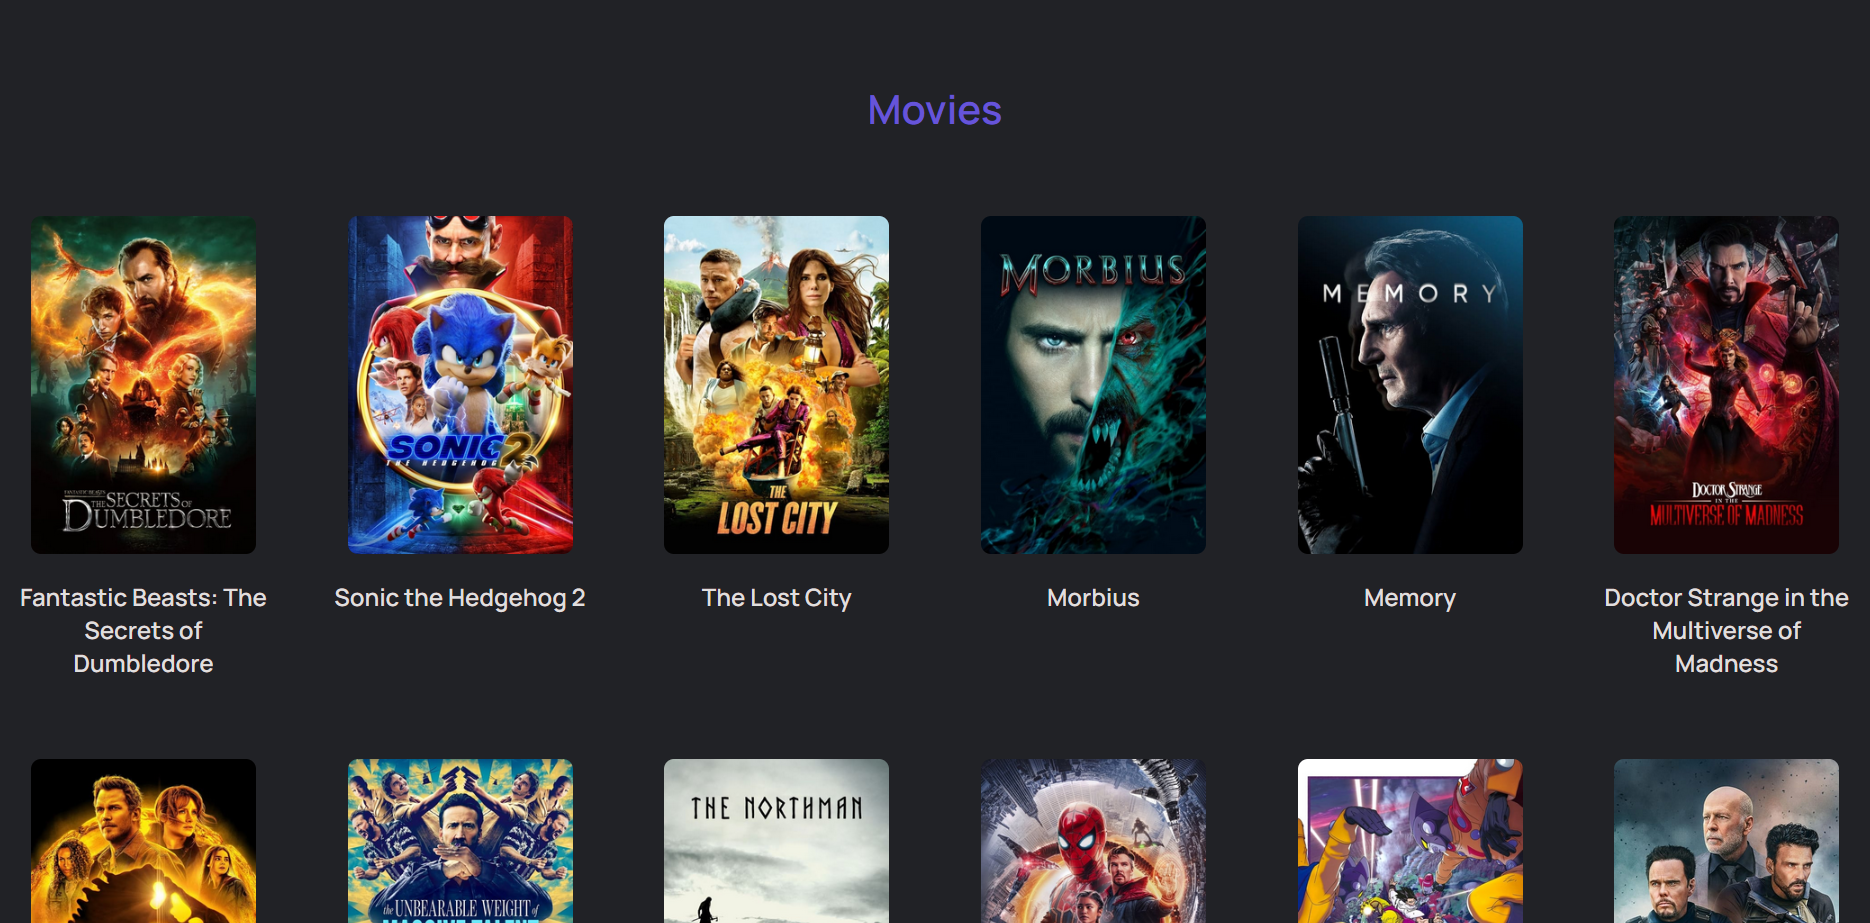 Movies
FANTASTIC BEASTS
THE SECRETS OF
DUMBLEDORE
SONIC 2
THE HEDGEHOG
THE
LOST CITY
MORBIUS
MEMORY
DOCTOR STRANGE
IN THE
MULTIVERSE OF MADNESS
Fantastic Beasts: The
Secrets of
Dumbledore
Sonic the Hedgehog 2
The Lost City
Morbius
Memory
Doctor Strange in the
Multiverse of
Madness
the UNBEARABLE WEIGHT of
MASSIVE TALENT
THE NORTHMAN